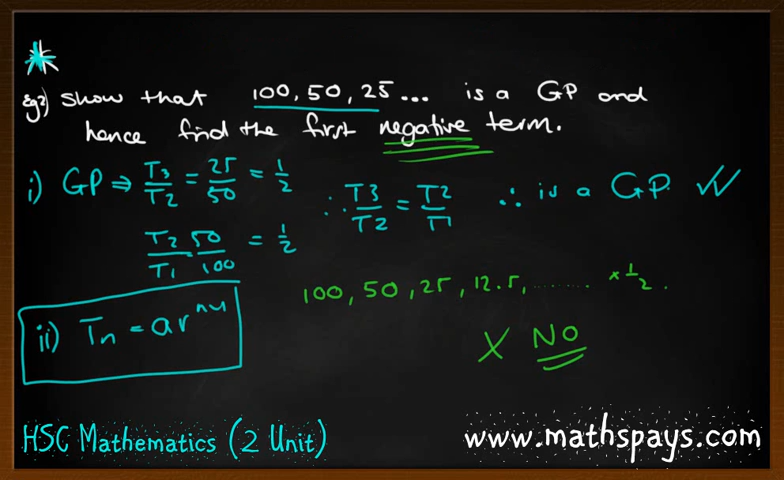 Eg2) Show that 100, 50, 25... is a GP and
hence find the first negative term.
i) GP ⇒ T3/T2 = 25/50 = 1/2
T2/T1 = 50/100 = 1/2
∴ T3/T2 = T2/T1 ∴ is a GP.
100, 50, 25, 12.5, ........ × 1/2.
ii) Tn = ar^n-1
X NO
HSC Mathematics (2 Unit)
www.mathspays.com